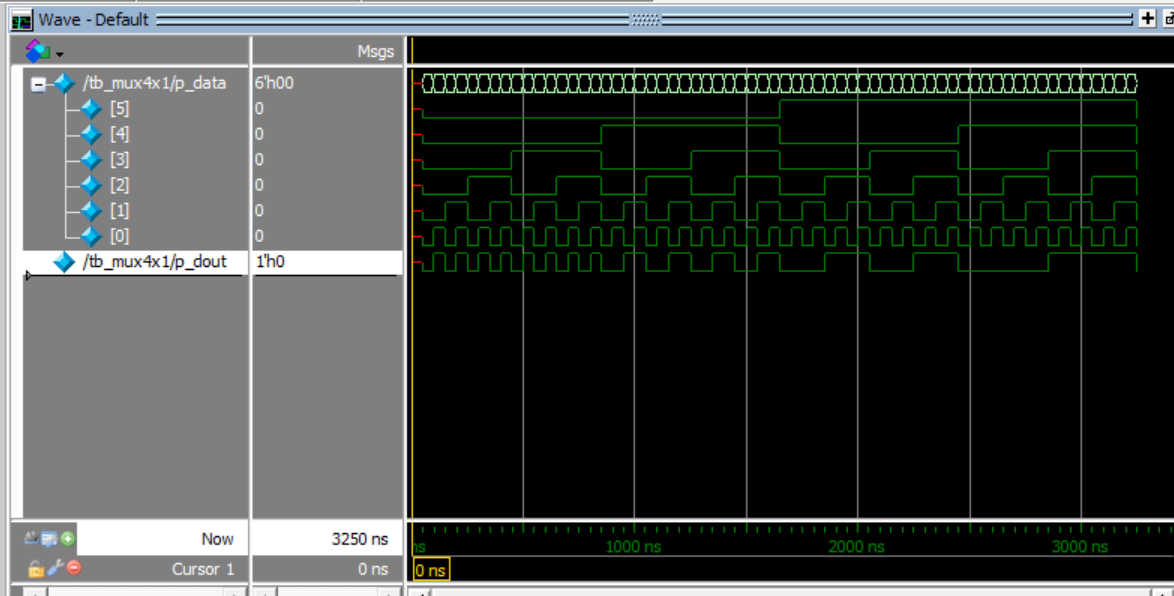 Wave - Default
Msgs
/tb_mux4x1/p_data 6'h00
[5] 0
[4] 0
[3] 0
[2] 0
[1] 0
[0] 0
/tb_mux4x1/p_dout 1'h0
Now 3250 ns
ns 1000 ns 2000 ns 3000 ns
Cursor 1 0 ns 0 ns